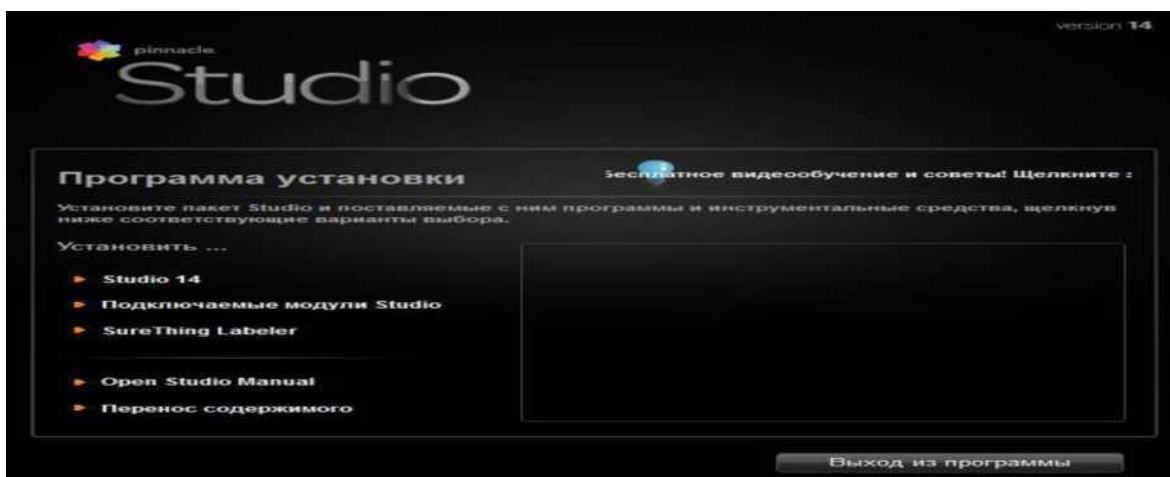 version 14
pinnacle
Studio
Программа установки
Бесплатное видеообучение и советы! Щелкните
Установите пакет Studio и поставляемые с ним программы и инструментальные средства, щелкнув
ниже соответствующие варианты выбора.
Установить ...
Studio 14
Подключаемые модули Studio
SureThing Labeler
Open Studio Manual
Перенос содержимого
Выход из программы